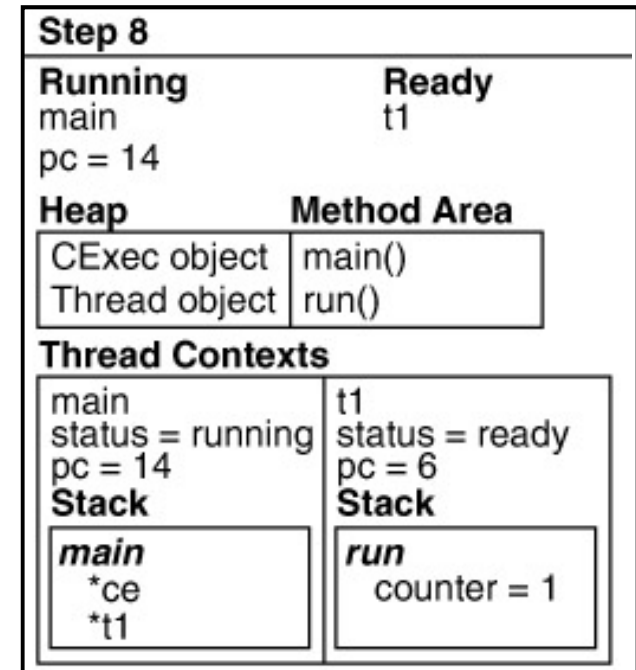 Step 8
Running Ready
main t1
pc = 14
Heap Method Area
CExec object main()
Thread object run()
Thread Contexts
main
status = running
pc = 14
Stack
main
*ce
*t1
t1
status = ready
pc = 6
Stack
run
counter = 1